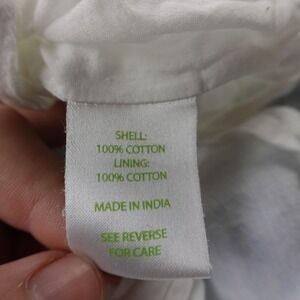 SHELL:
100% COTTON
LINING:
100% COTTON
MADE IN INDIA
SEE REVERSE
FOR CARE